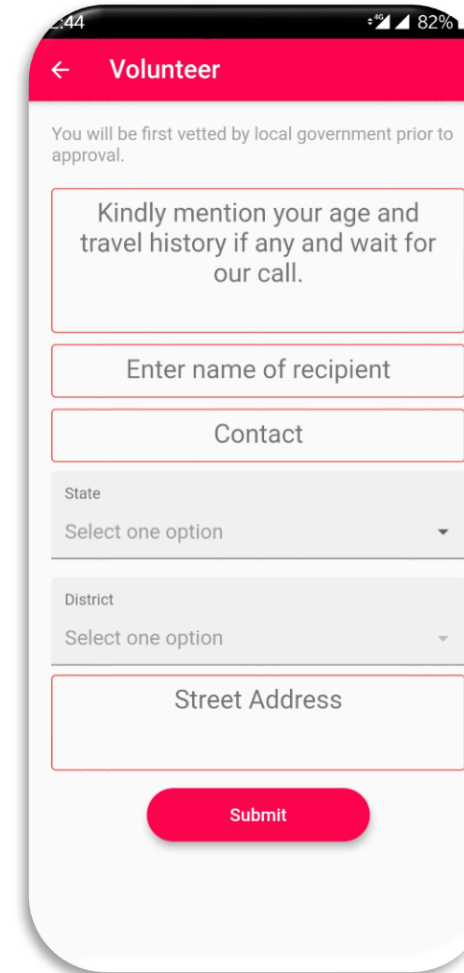 :44 4G 82%
Volunteer
You will be first vetted by local government prior to
approval.
Kindly mention your age and
travel history if any and wait for
our call.
Enter name of recipient
Contact
State
Select one option
District
Select one option
Street Address
Submit